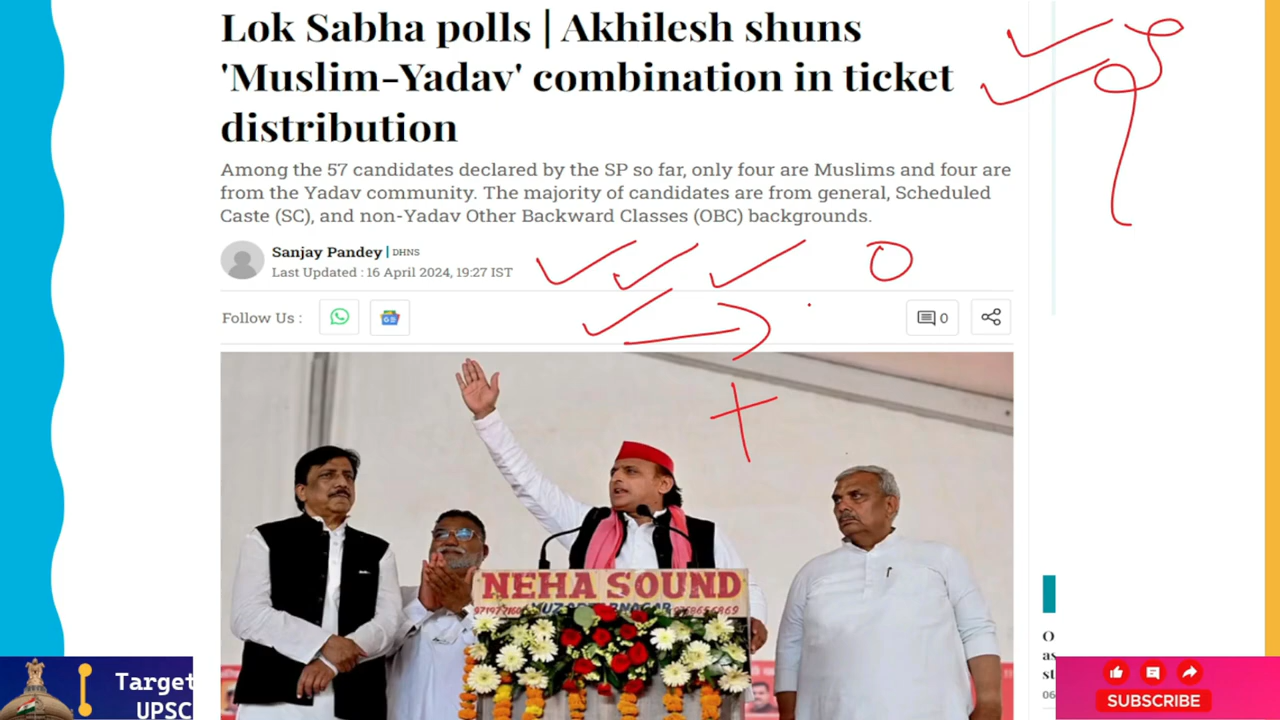 Lok Sabha polls | Akhilesh shuns
'Muslim-Yadav' combination in ticket
distribution
Among the 57 candidates declared by the SP so far, only four are Muslims and four are
from the Yadav community. The majority of candidates are from general, Scheduled
Caste (SC), and non-Yadav Other Backward Classes (OBC) backgrounds.
Sanjay Pandey | DHNS
Last Updated : 16 April 2024, 19:27 IST
Follow Us :
0
NEHA SOUND
O
as
st
06
Target
UPSC
SUBSCRIBE